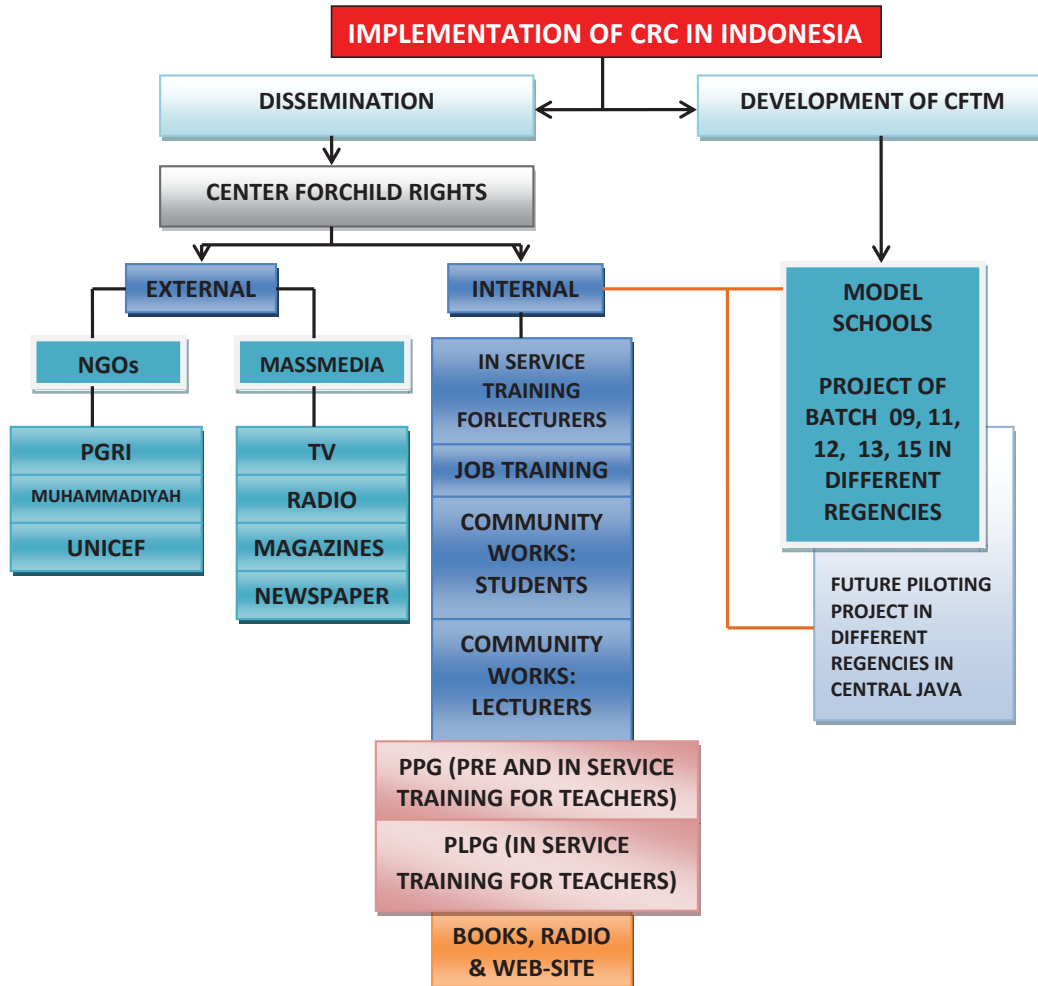 IMPLEMENTATION OF CRC IN INDONESIA
DISSEMINATION
DEVELOPMENT OF CFTM
CENTER FORCHILD RIGHTS
EXTERNAL
INTERNAL
NGOs
MASSMEDIA
PGRI
MUHAMMADIYAH
UNICEF
TV
RADIO
MAGAZINES
NEWSPAPER
IN SERVICE
TRAINING
FORLECTURERS
JOB TRAINING
COMMUNITY
WORKS:
STUDENTS
COMMUNITY
WORKS:
LECTURERS
PPG (PRE AND IN SERVICE
TRAINING FOR TEACHERS)
PLPG (IN SERVICE
TRAINING FOR TEACHERS)
BOOKS, RADIO
& WEB-SITE
MODEL
SCHOOLS
PROJECT OF
BATCH 09, 11,
12, 13, 15 IN
DIFFERENT
REGENCIES
FUTURE PILOTING
PROJECT IN
DIFFERENT
REGENCIES IN
CENTRAL JAVA